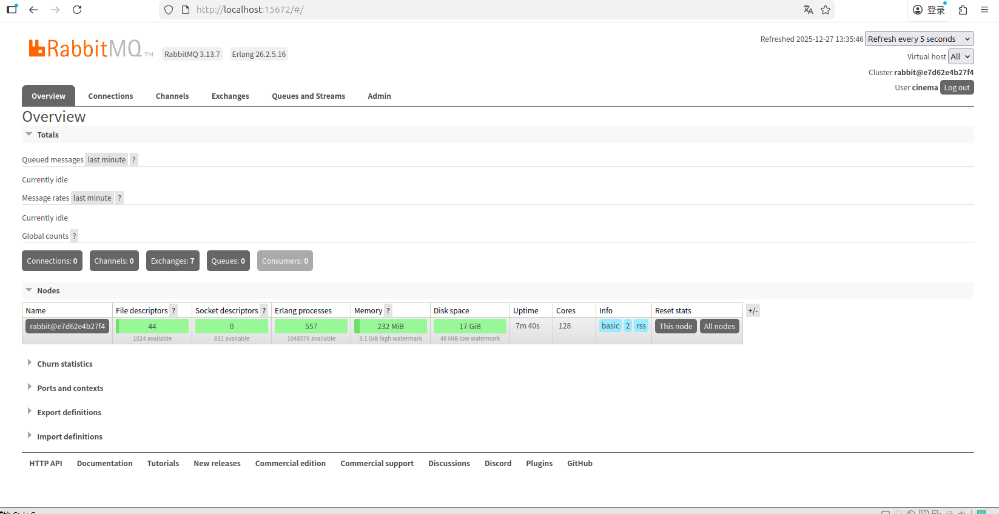 http://localhost:15672/#/
登录
RabbitMQ TM RabbitMQ 3.13.7 Erlang 26.2.5.16
Refreshed 2025-12-27 13:35:46 Refresh every 5 seconds
Virtual host All
Cluster rabbit@e7d62e4b27f4
User cinema Log out
Overview Connections Channels Exchanges Queues and Streams Admin
Overview
Totals
Queued messages last minute ?
Currently idle
Message rates last minute ?
Currently idle
Global counts ?
Connections: 0 Channels: 0 Exchanges: 7 Queues: 0 Consumers: 0
Nodes
Name File descriptors ? Socket descriptors ? Erlang processes Memory ? Disk space Uptime Cores Info Reset stats +/-
rabbit@e7d62e4b27f4 44 0 557 232 MiB 17 GiB 7m 40s 128 basic 2 rss This node All nodes
1024 available 832 available 1048576 available 3.1 GiB high watermark 48 MiB low watermark
Churn statistics
Ports and contexts
Export definitions
Import definitions
HTTP API Documentation Tutorials New releases Commercial edition Commercial support Discussions Discord Plugins GitHub